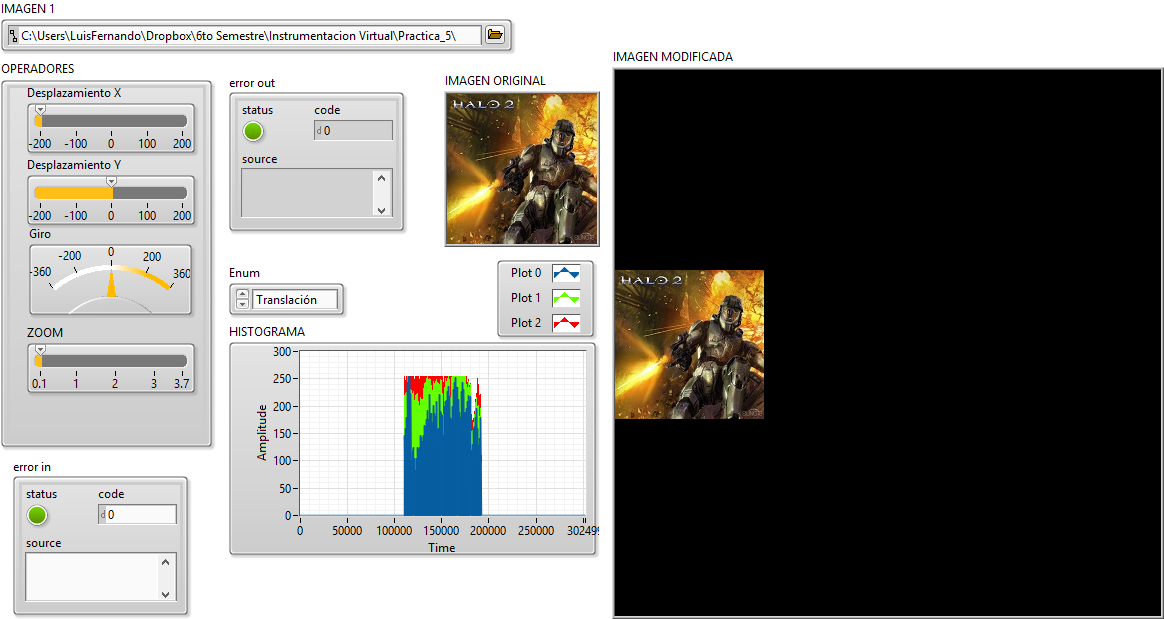 IMAGEN 1
C:\Users\LuisFernando\Dropbox\6to Semestre\Instrumentacion Virtual\Practica_5\
OPERADORES
Desplazamiento X
-200 -100 0 100 200
Desplazamiento Y
-200 -100 0 100 200
Giro
-360 -200 0 200 360
ZOOM
0.1 1 2 3 3.7
error in
status code
d 0
source
error out
status code
d 0
source
Enum
Translación
HISTOGRAMA
Plot 0
Plot 1
Plot 2
Amplitude
300
250
200
150
100
50
0
0 50000 100000 150000 200000 250000 302499
Time
IMAGEN ORIGINAL
HALO 2
BUNGIE
IMAGEN MODIFICADA
HALO 2
BUNGIE